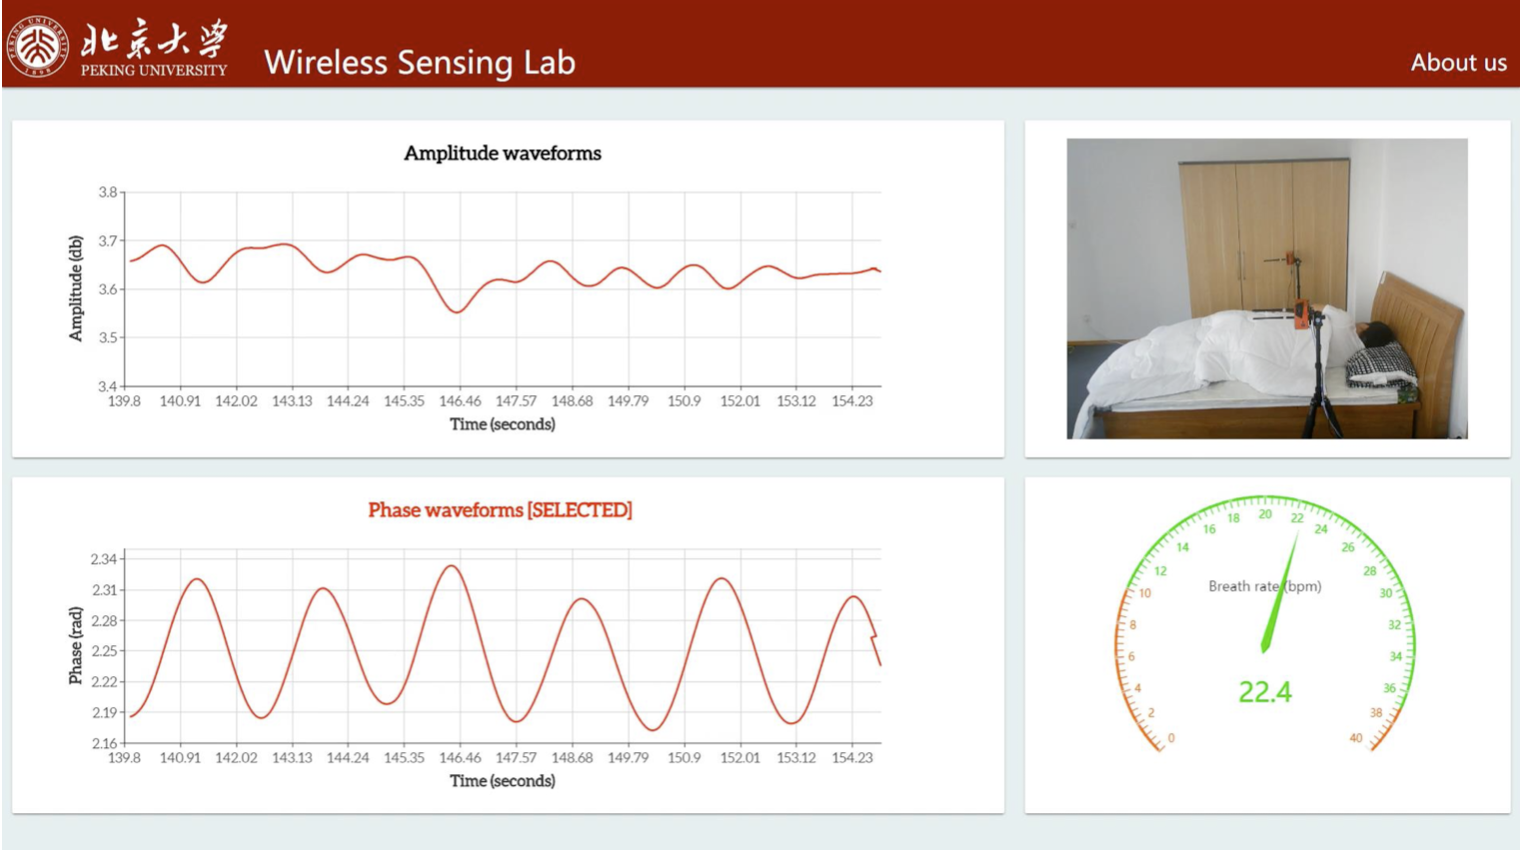 PEKING UNIVERSITY
1898
北京大学
PEKING UNIVERSITY
Wireless Sensing Lab
About us
Amplitude waveforms
Amplitude (db)
3.8
3.7
3.6
3.5
3.4
139.8 140.91 142.02 143.13 144.24 145.35 146.46 147.57 148.68 149.79 150.9 152.01 153.12 154.23
Time (seconds)
Phase waveforms [SELECTED]
Phase (rad)
2.34
2.31
2.28
2.25
2.22
2.19
2.16
139.8 140.91 142.02 143.13 144.24 145.35 146.46 147.57 148.68 149.79 150.9 152.01 153.12 154.23
Time (seconds)
0 2 4 6 8 10 12 14 16 18 20 22 24 26 28 30 32 34 36 38 40
Breath rate (bpm)
22.4